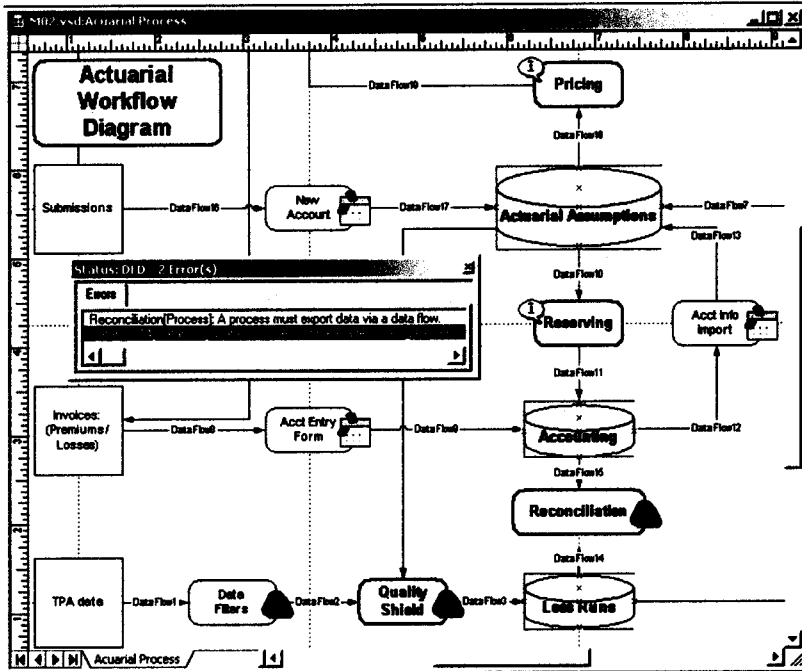 M02.vsd:Actuarial Process
Actuarial
Workflow
Diagram
DataFlow19
Pricing
DataFlow18
Submissions
DataFlow16
New
Account
DataFlow17
Actuarial Assumptions
DataFlow7
DataFlow13
Status: DFD - 2 Error(s)
Errors
Reconciliation[Process]: A process must export data via a data flow.
DataFlow10
Reserving
Acct Info
Import
DataFlow11
Invoices:
(Premiums /
Losses)
DataFlow8
Acct Entry
Form
DataFlow9
Accounting
DataFlow12
DataFlow15
Reconciliation
DataFlow14
TPA data
DataFlow1
Data
Filters
DataFlow2
Quality
Shield
DataFlow3
Loss Runs
Actuarial Process